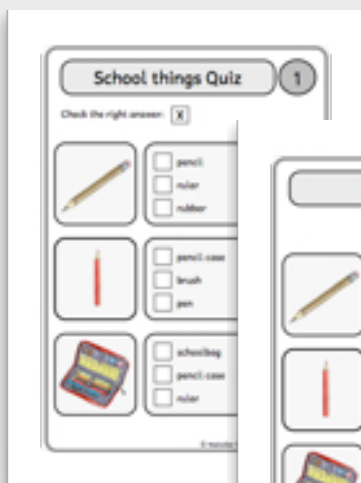 School things Quiz 1
Check the right answer: X
pencil
ruler
rubber
pencil case
brush
pen
schoolbag
pencil case
ruler